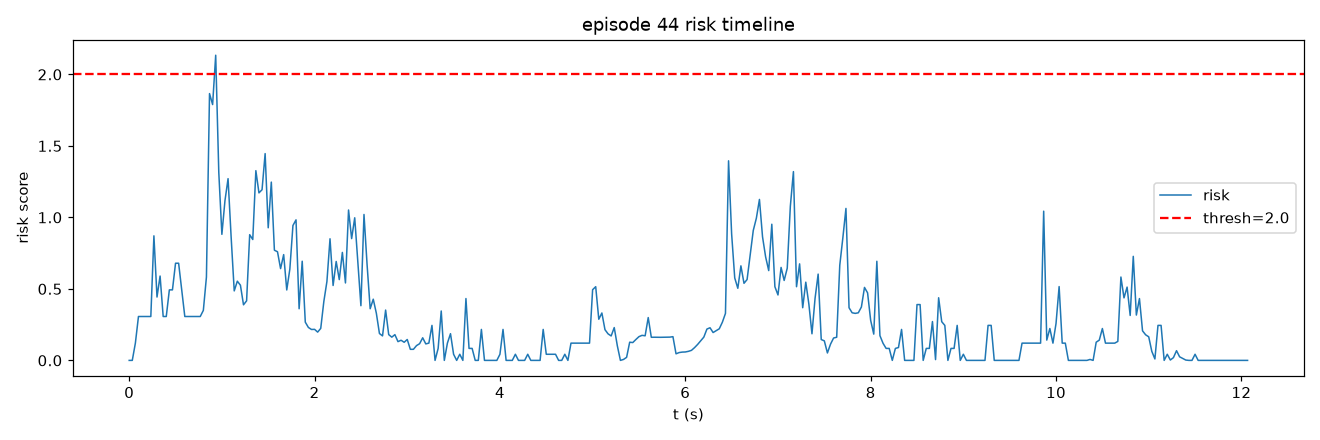 episode 44 risk timeline
risk score
2.0
1.5
1.0
0.5
0.0
risk
thresh=2.0
0 2 4 6 8 10 12
t (s)